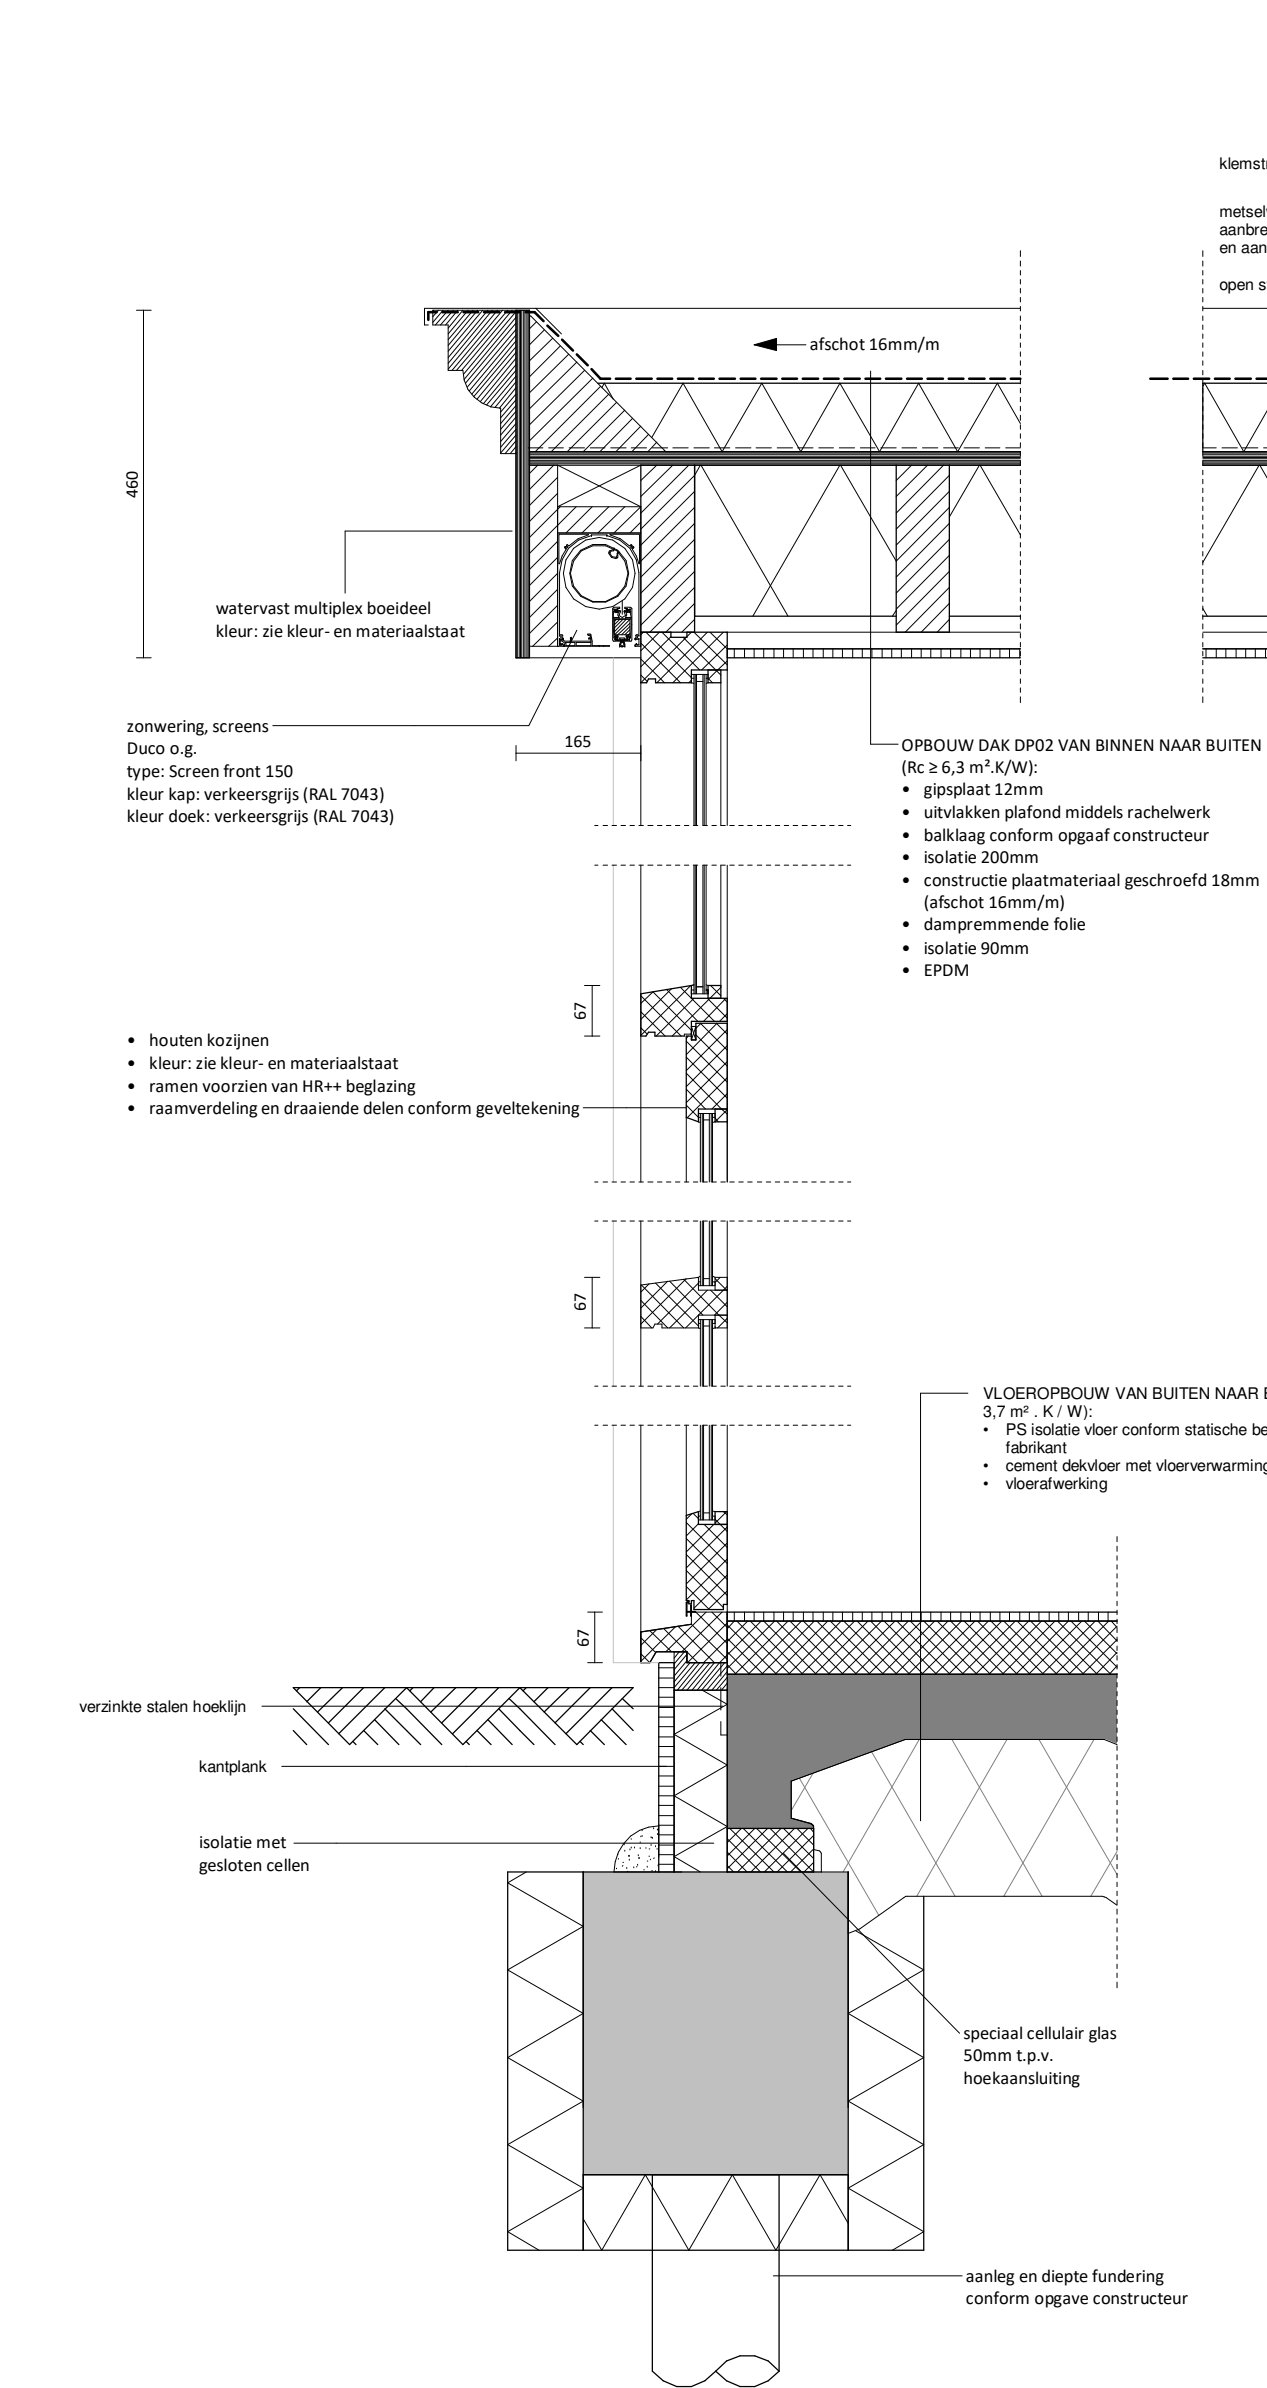 klemst
metsel
aanbre
en aan
open s
afschot 16mm/m
460
watervast multiplex boeideel
kleur: zie kleur- en materiaalstaat
zonwering, screens
Duco o.g.
type: Screen front 150
kleur kap: verkeersgrijs (RAL 7043)
kleur doek: verkeersgrijs (RAL 7043)
165
OPBOUW DAK DP02 VAN BINNEN NAAR BUITEN
(Rc ≥ 6,3 m².K/W):
• gipsplaat 12mm
• uitvlakken plafond middels rachelwerk
• balklaag conform opgaaf constructeur
• isolatie 200mm
• constructie plaatmateriaal geschroefd 18mm
(afschot 16mm/m)
• dampremmende folie
• isolatie 90mm
• EPDM
67
• houten kozijnen
• kleur: zie kleur- en materiaalstaat
• ramen voorzien van HR++ beglazing
• raamverdeling en draaiende delen conform geveltekening
67
VLOEROPBOUW VAN BUITEN NAAR
3,7 m² . K / W):
• PS isolatie vloer conform statische be
fabrikant
• cement dekvloer met vloerverwarming
• vloerafwerking
67
verzinkte stalen hoeklijn
kantplank
isolatie met
gesloten cellen
speciaal cellulair glas
50mm t.p.v.
hoekaansluiting
aanleg en diepte fundering
conform opgave constructeur